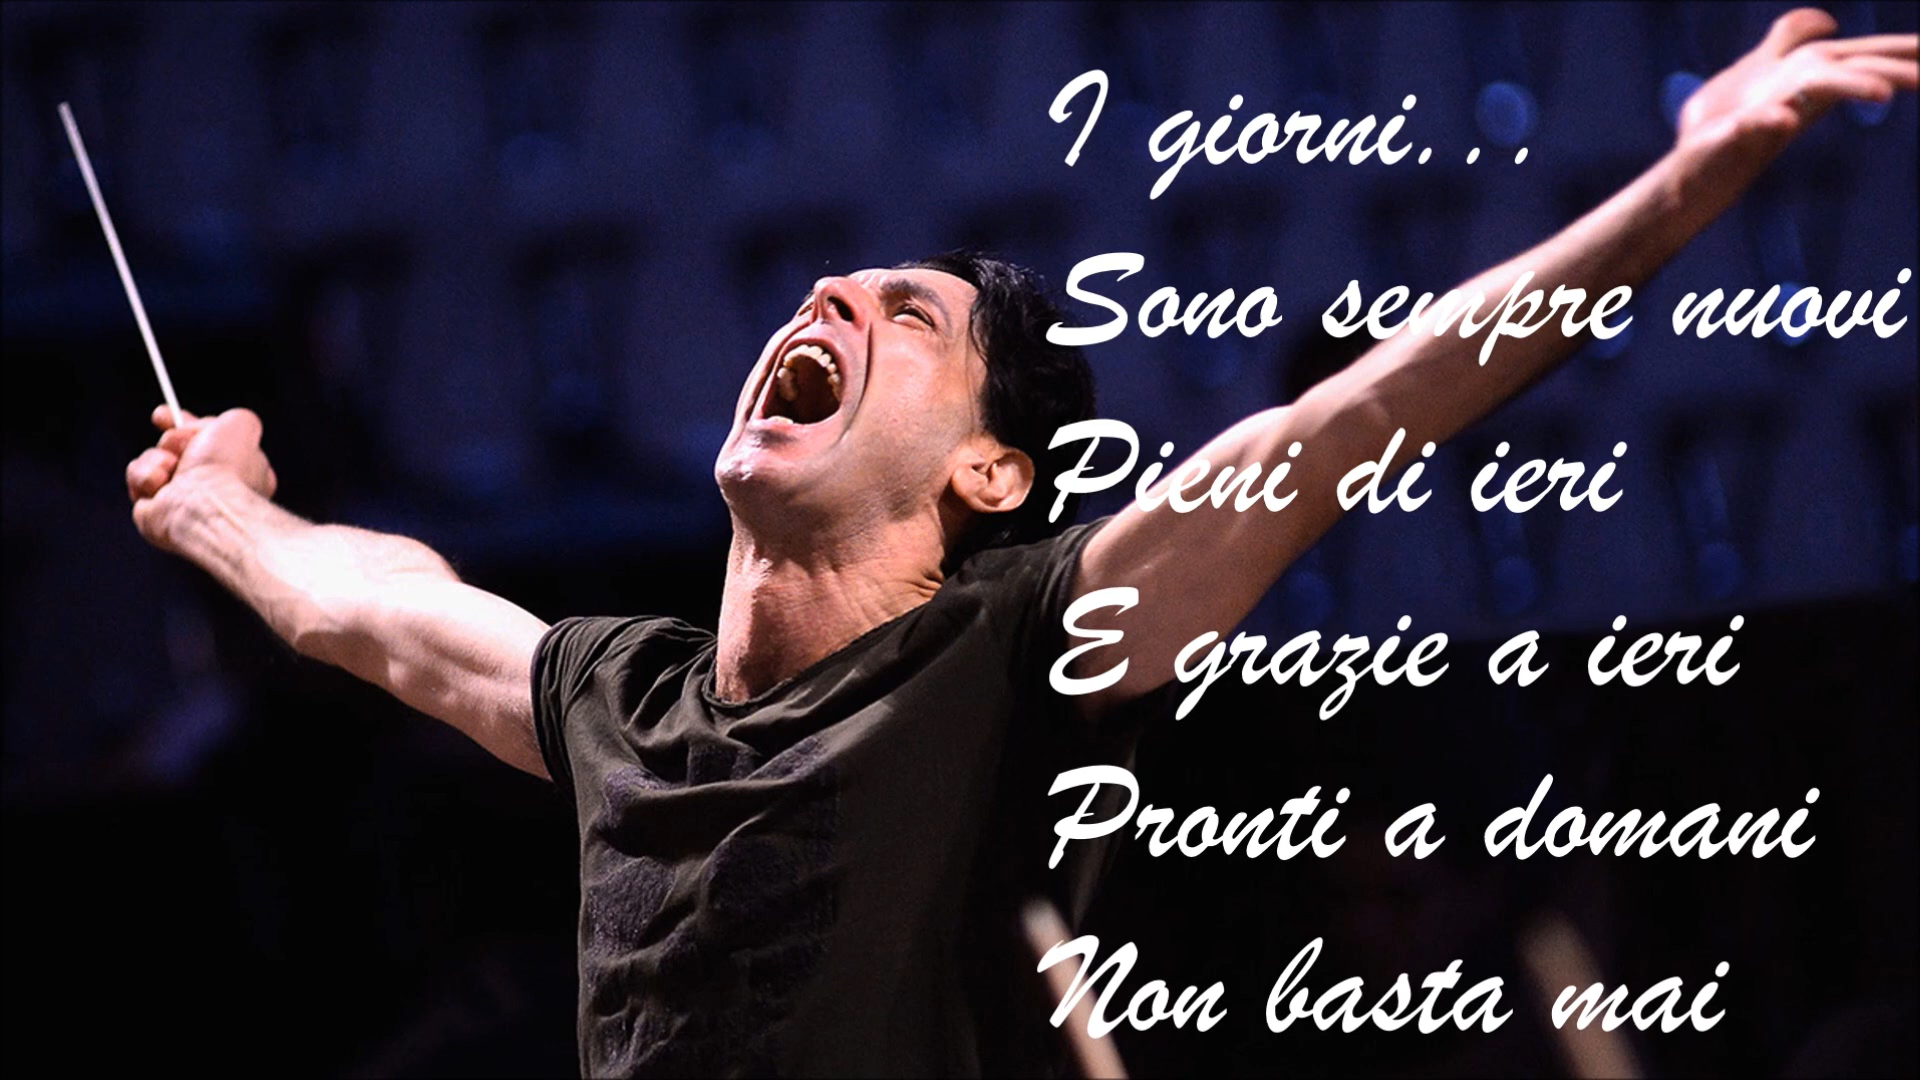 I giorni...
Sono sempre nuovi
Pieni di ieri
E grazie a ieri
Pronti a domani
Non basta mai